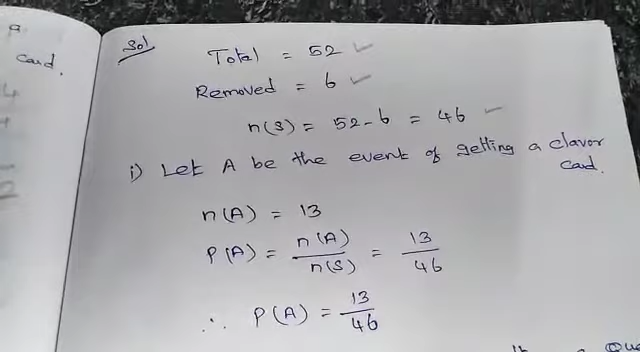 a
card.
Sol
Total = 52 ✓
Removed = 6 ✓
n(S) = 52-6 = 46 ✓
i) Let A be the event of getting a clavor
card.
n(A) = 13
P(A) = n(A)/n(S) = 13/46
∴ P(A) = 13/46